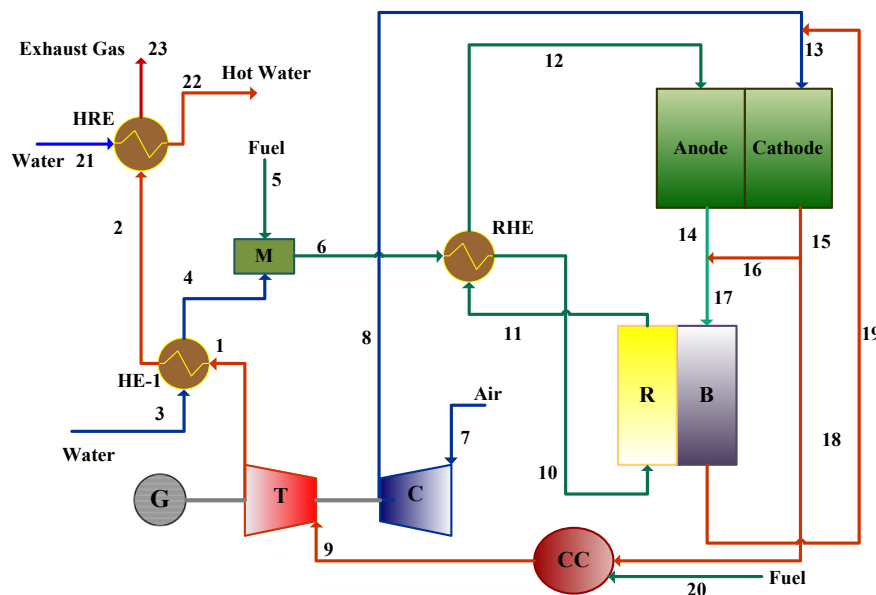 12
13
Exhaust Gas 23
22 Hot Water
HRE
Water 21
Fuel
5
Anode Cathode
2
RHE
14 15
M
6
16
4
17
11
8
1
19
HE-1
3
Air
R B
7
18
Water
10
G T C
9
CC
20 Fuel